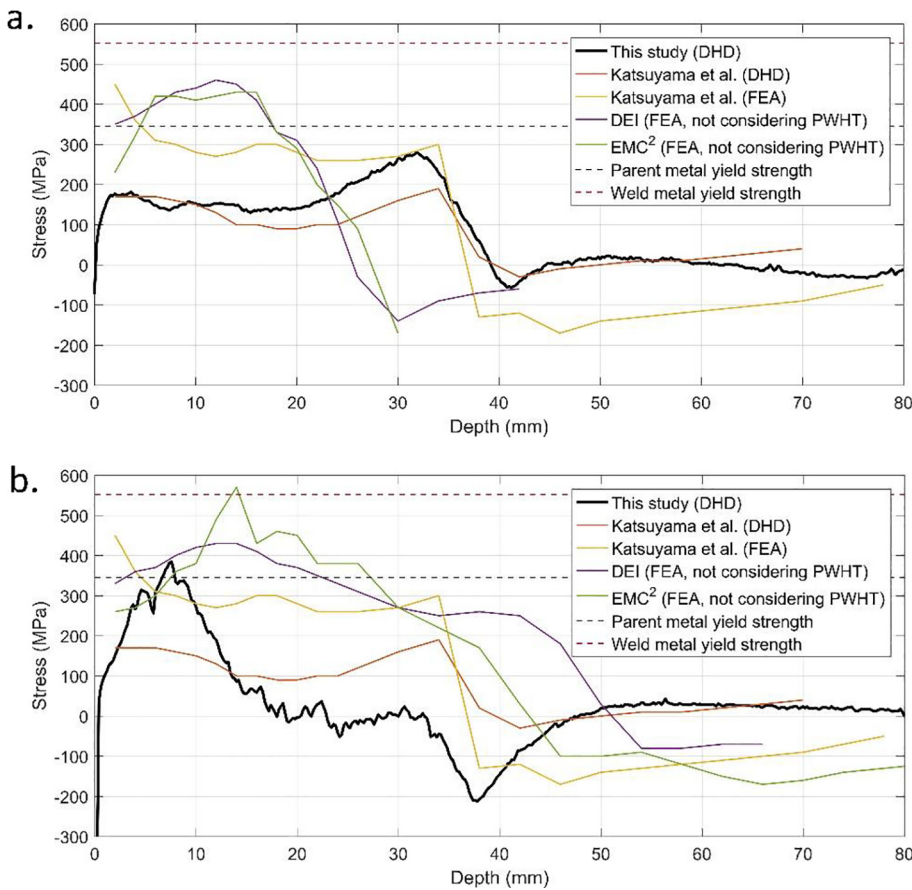 a.
600
500
400
300
200
100
0
-100
-200
-300
Stress (MPa)
This study (DHD)
Katsuyama et al. (DHD)
Katsuyama et al. (FEA)
DEI (FEA, not considering PWHT)
EMC² (FEA, not considering PWHT)
Parent metal yield strength
Weld metal yield strength
0 10 20 30 40 50 60 70 80
Depth (mm)
b.
600
500
400
300
200
100
0
-100
-200
-300
Stress (MPa)
This study (DHD)
Katsuyama et al. (DHD)
Katsuyama et al. (FEA)
DEI (FEA, not considering PWHT)
EMC² (FEA, not considering PWHT)
Parent metal yield strength
Weld metal yield strength
0 10 20 30 40 50 60 70 80
Depth (mm)